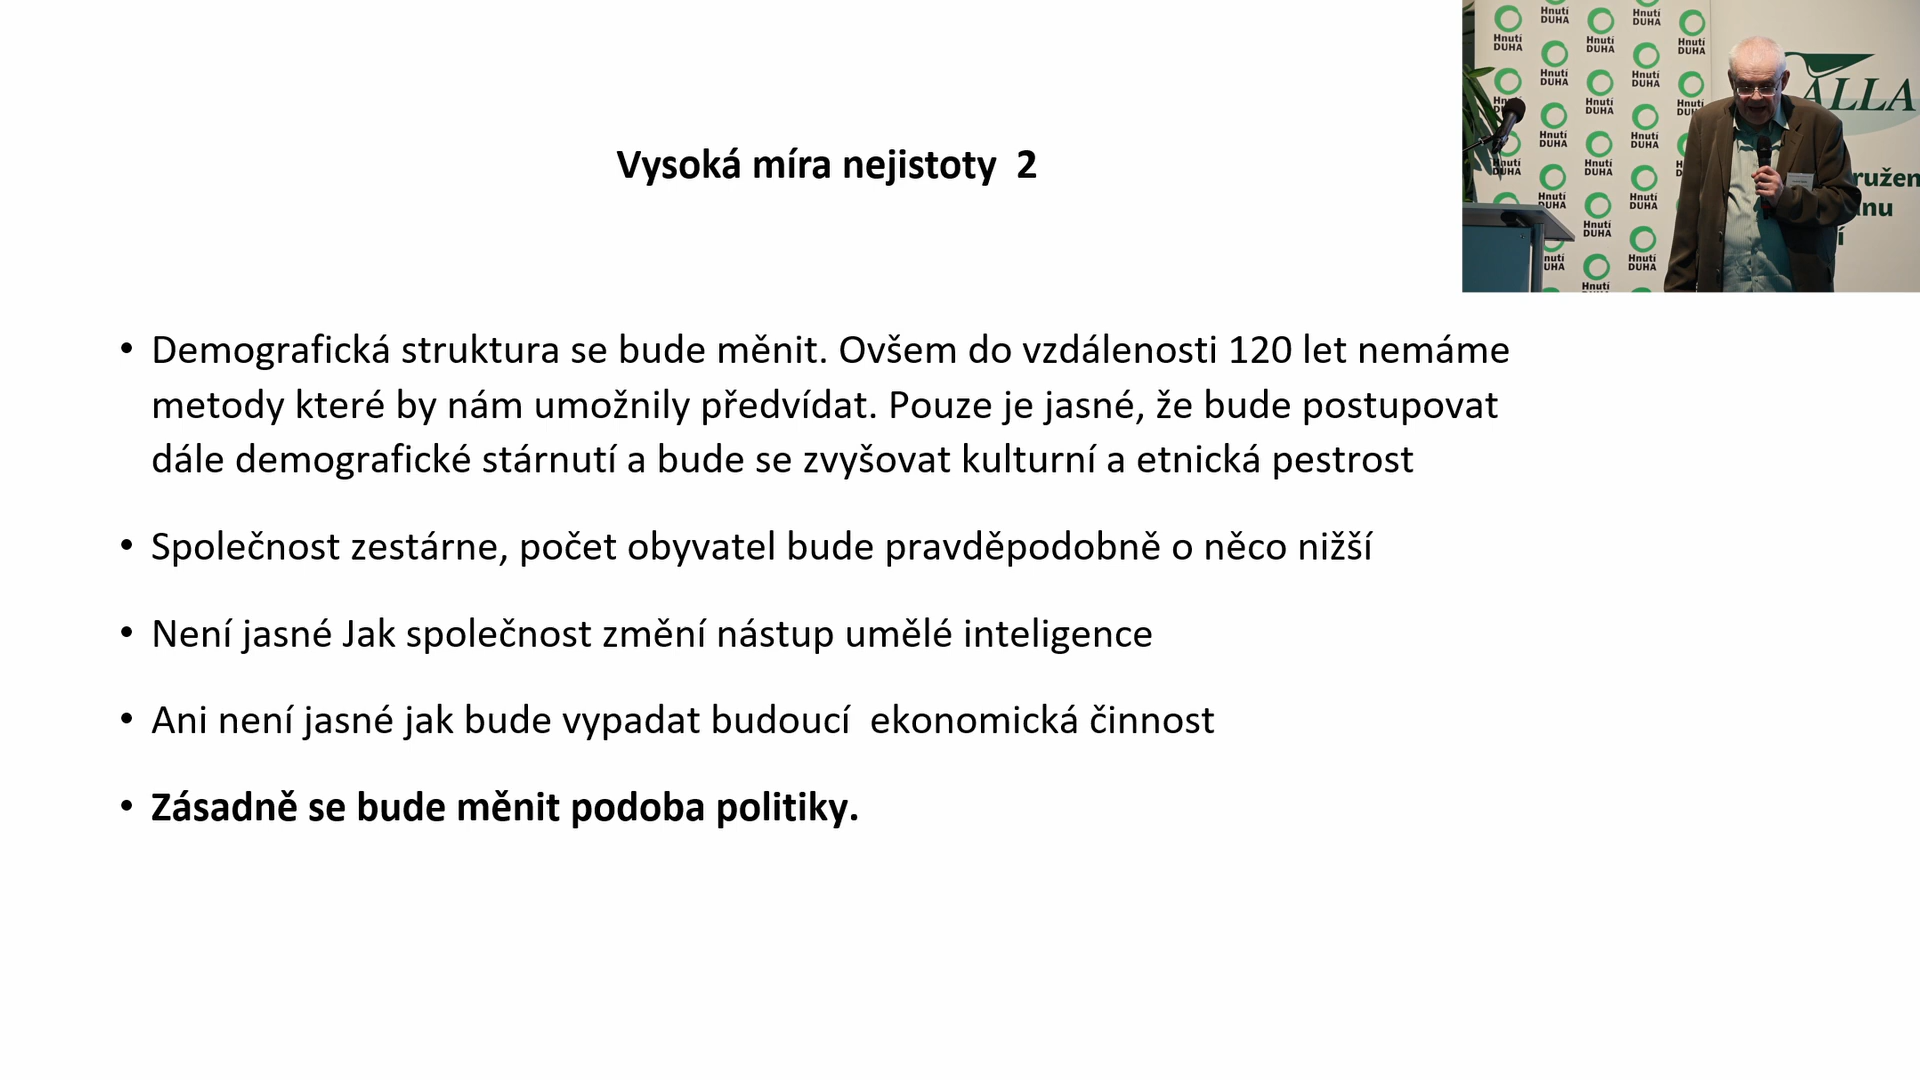 Vysoká míra nejistoty 2
• Demografická struktura se bude měnit. Ovšem do vzdálenosti 120 let nemáme
metody které by nám umožnily předvídat. Pouze je jasné, že bude postupovat
dále demografické stárnutí a bude se zvyšovat kulturní a etnická pestrost
• Společnost zestárne, počet obyvatel bude pravděpodobně o něco nižší
• Není jasné Jak společnost změní nástup umělé inteligence
• Ani není jasné jak bude vypadat budoucí ekonomická činnost
• Zásadně se bude měnit podoba politiky.
Hnutí
DUHA
ALLA